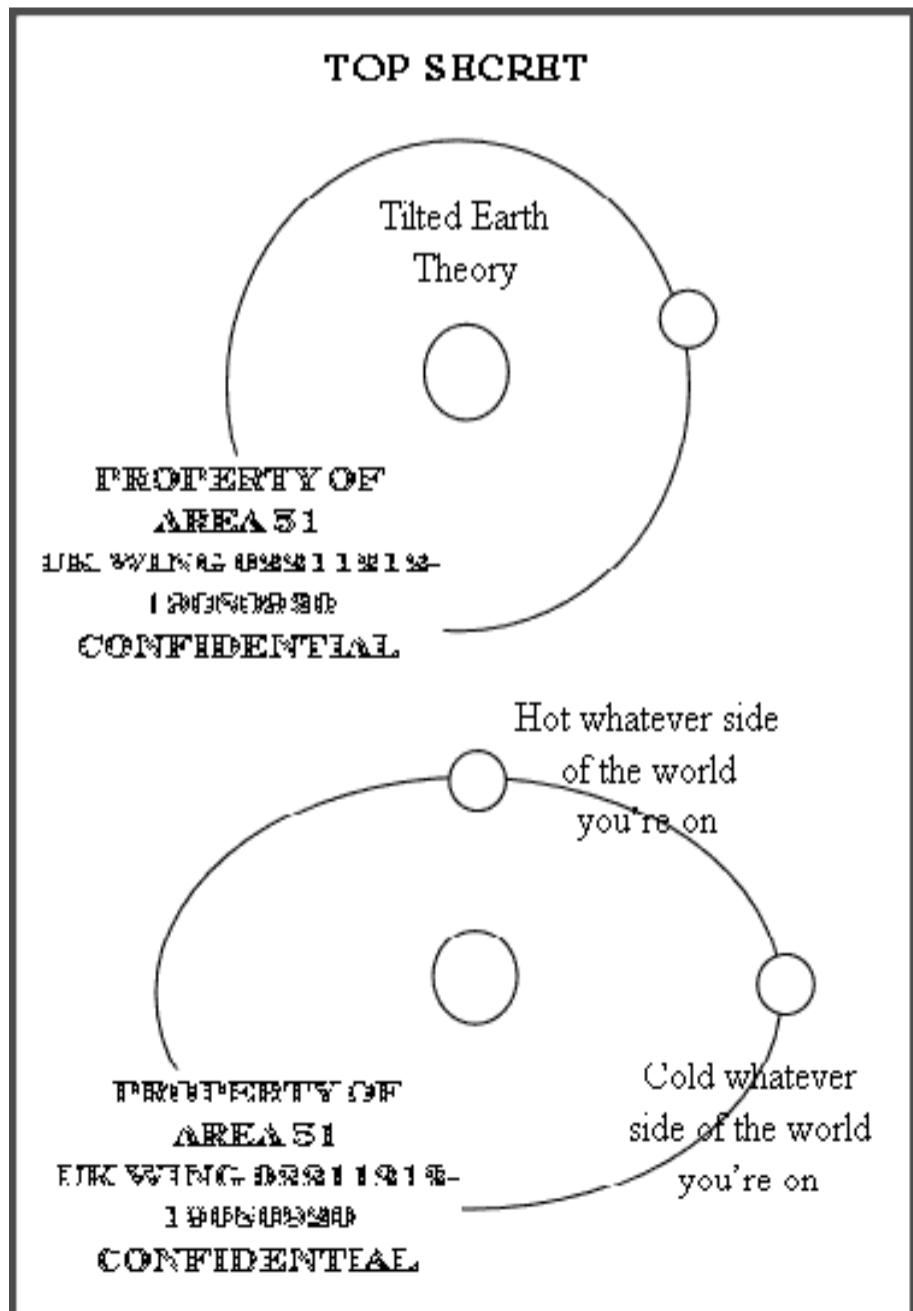 TOP SECRET
Tilted Earth
Theory
PROPERTY OF
AREA 51
UK WING
CONFIDENTIAL
Hot whatever side
of the world
you're on
Cold whatever
side of the world
you're on
PROPERTY OF
AREA 51
UK WING
CONFIDENTIAL